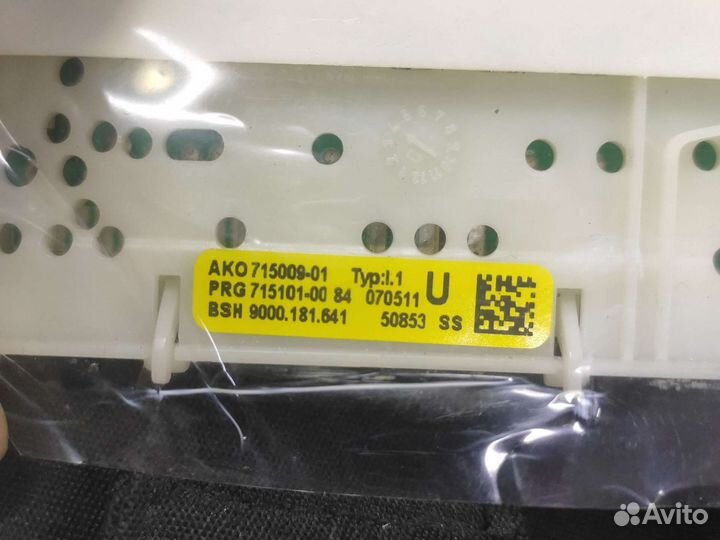 AKO 715009-01 Typ:I.1
PRG 715101-00 84 070511 U
BSH 9000.181.641 50853 SS
Avito